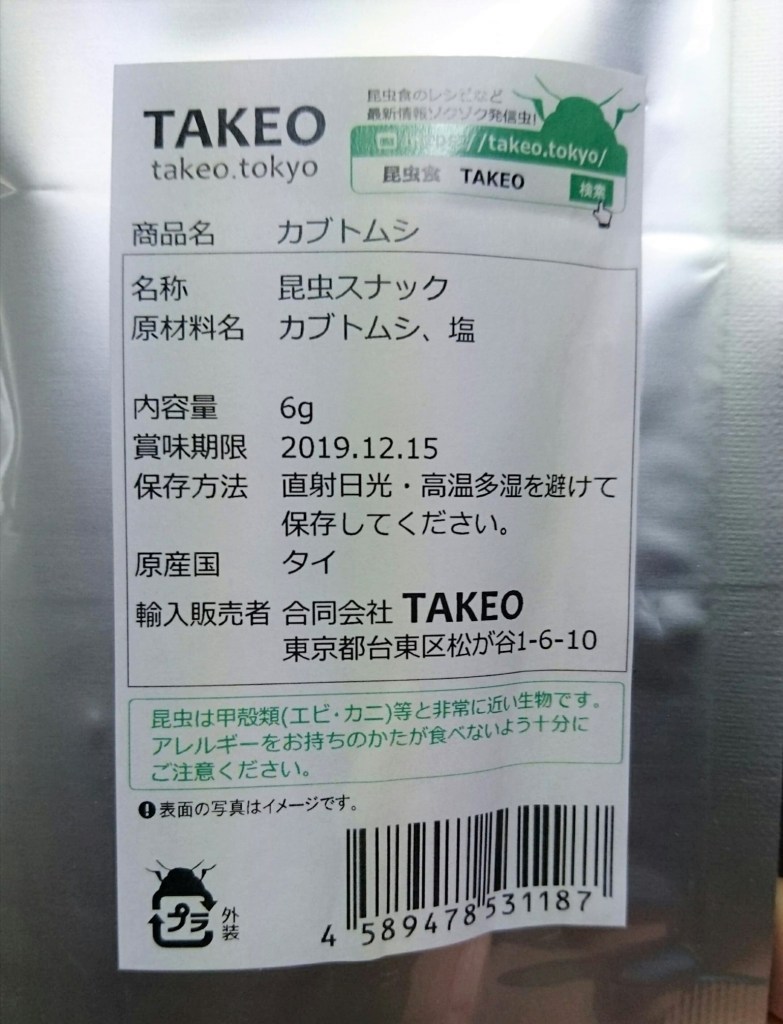 TAKEO
takeo.tokyo
昆虫食のレシピなど
最新情報ゾクゾク発信虫!
//takeo.tokyo/
昆虫食 TAKEO 検索
商品名 カブトムシ
名称 昆虫スナック
原材料名 カブトムシ、塩
内容量 6g
賞味期限 2019.12.15
保存方法 直射日光・高温多湿を避けて
保存してください。
原産国 タイ
輸入販売者 合同会社 TAKEO
東京都台東区松が谷1-6-10
昆虫は甲殻類(エビ・カニ)等と非常に近い生物です。
アレルギーをお持ちのかたが食べないよう十分に
ご注意ください。
!表面の写真はイメージです。
プラ
外装
4 589478 531187